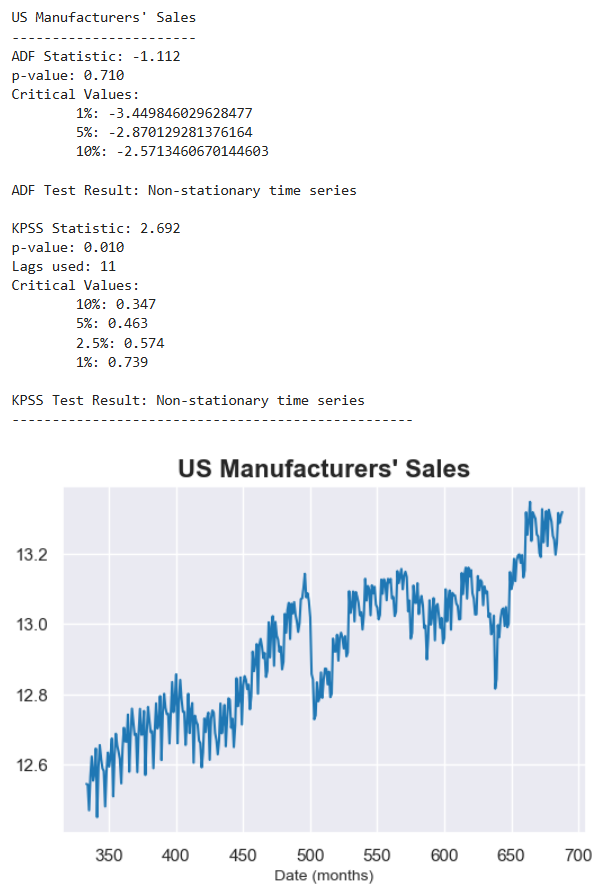 US Manufacturers' Sales
-----------------------
ADF Statistic: -1.112
p-value: 0.710
Critical Values:
1%: -3.449846029628477
5%: -2.870129281376164
10%: -2.5713460670144603
ADF Test Result: Non-stationary time series
KPSS Statistic: 2.692
p-value: 0.010
Lags used: 11
Critical Values:
10%: 0.347
5%: 0.463
2.5%: 0.574
1%: 0.739
KPSS Test Result: Non-stationary time series
--------------------------------------------------
US Manufacturers' Sales
13.2
13.0
12.8
12.6
350 400 450 500 550 600 650 700
Date (months)